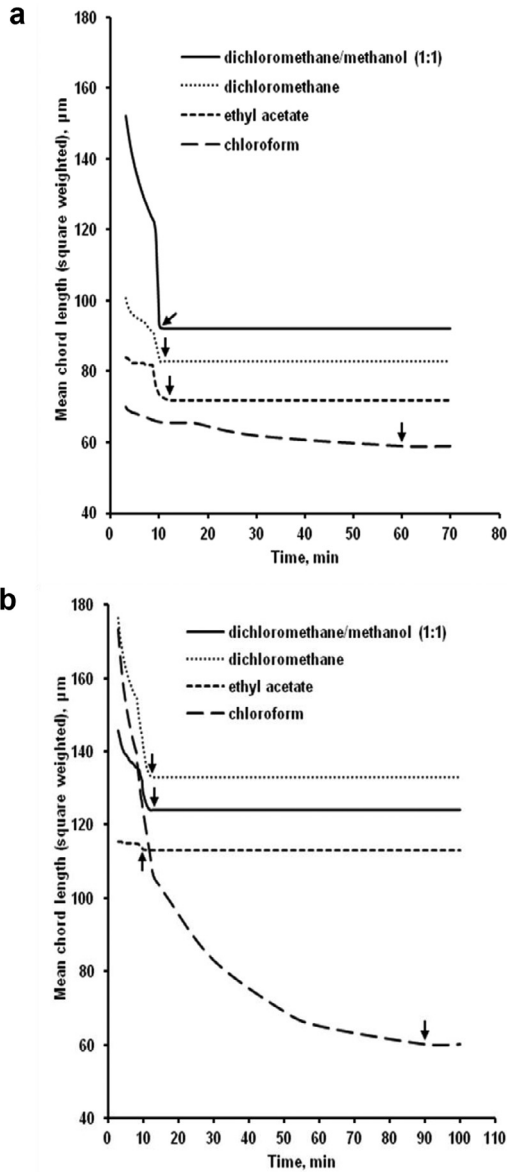 a
180
160
140
120
100
80
60
40
Mean chord length (square weighted), µm
dichloromethane/methanol (1:1)
dichloromethane
ethyl acetate
chloroform
0 10 20 30 40 50 60 70 80
Time, min
b
180
160
140
120
100
80
60
40
Mean chord length (square weighted), µm
dichloromethane/methanol (1:1)
dichloromethane
ethyl acetate
chloroform
0 10 20 30 40 50 60 70 80 90 100 110
Time, min